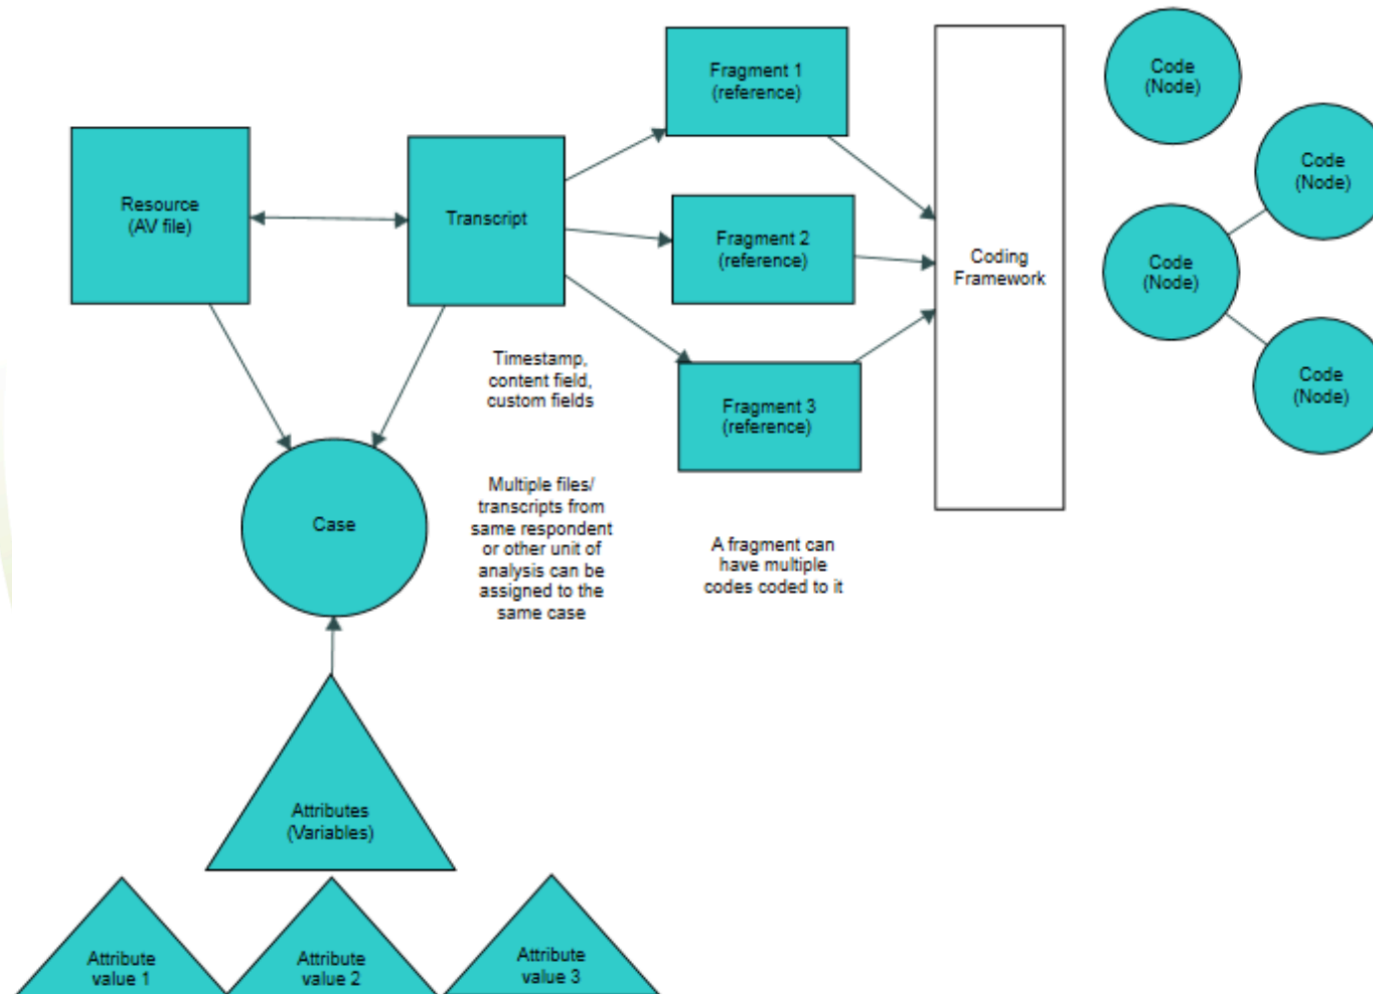 Resource
(AV file)
Transcript
Fragment 1
(reference)
Fragment 2
(reference)
Fragment 3
(reference)
Coding
Framework
Code
(Node)
Code
(Node)
Code
(Node)
Code
(Node)
Timestamp,
content field,
custom fields
Multiple files/
transcripts from
same respondent
or other unit of
analysis can be
assigned to the
same case
A fragment can
have multiple
codes coded to it
Case
Attributes
(Variables)
Attribute
value 1
Attribute
value 2
Attribute
value 3